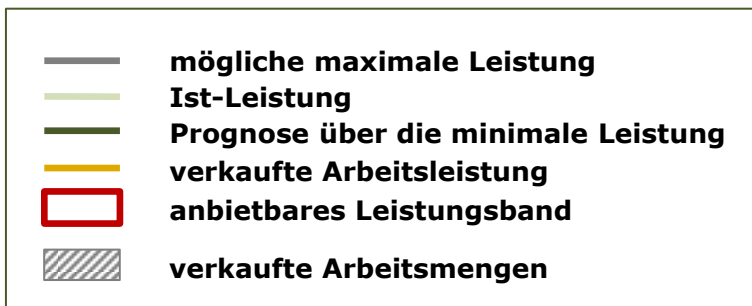 mögliche maximale Leistung
Ist-Leistung
Prognose über die minimale Leistung
verkaufte Arbeitsleistung
anbietbares Leistungsband
verkaufte Arbeitsmengen